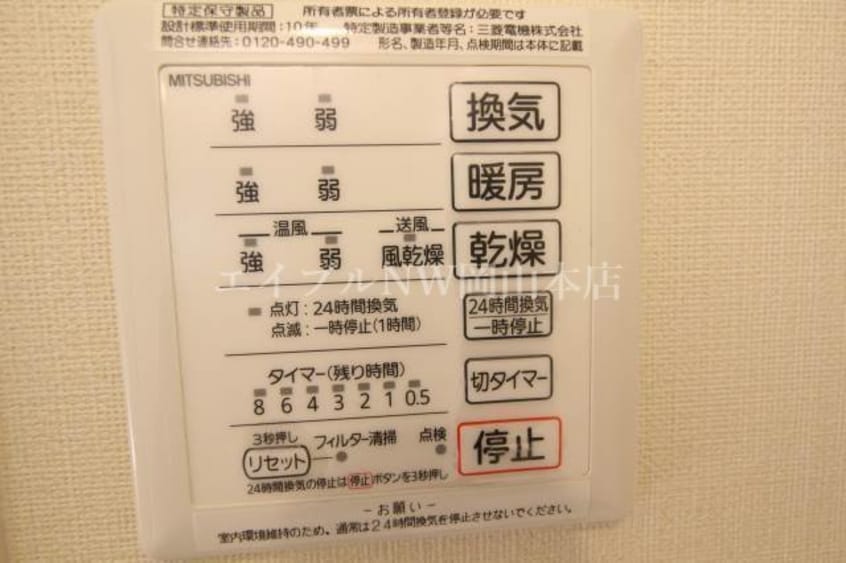 特定保守製品 所有者票による所有者登録が必要です
設計標準使用期間：10年 特定製造事業者等名：三菱電機株式会社
問合せ連絡先：0120-490-499 形名、製造年月、点検期間は本体に記載
MITSUBISHI
強 弱 換気
強 弱 暖房
温風 送風
強 弱 風乾燥 乾燥
エイブルNW岡山本店
点灯：24時間換気 24時間換気
点滅：一時停止(1時間) 一時停止
タイマー(残り時間) 切タイマー
8 6 4 3 2 1 0.5
3秒押し フィルター清掃 点検 停止
リセット
24時間換気の停止は停止ボタンを3秒押し
－お願い－
室内環境維持のため、通常は24時間換気を停止させないでください。